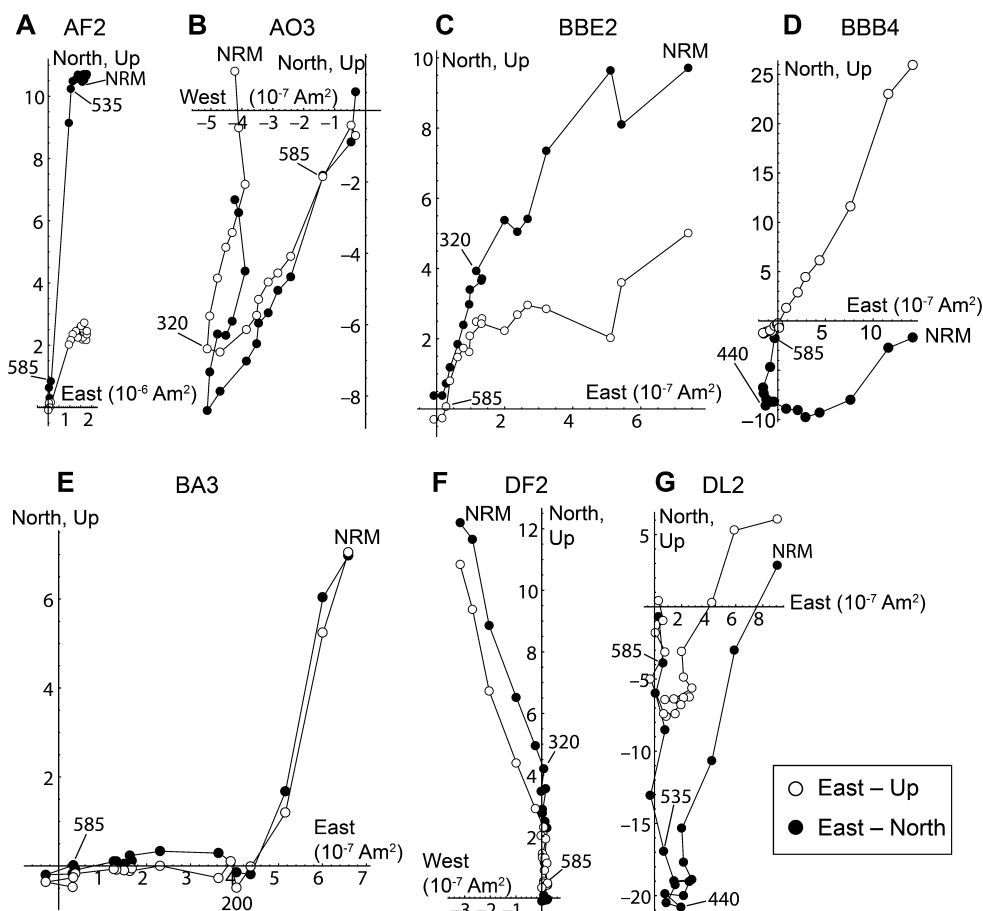 A AF2
North, Up
10
NRM
535
8
6
4
2
585
East (10⁻⁶ Am²)
1 2
B AO3
NRM
North, Up
West (10⁻⁷ Am²)
−5 −4 −3 −2 −1
585
−2
−4
320
−6
−8
C BBE2
10
North, Up
NRM
8
6
320
4
2
585
East (10⁻⁷ Am²)
2 4 6
D BBB4
25
North, Up
20
15
10
5
East (10⁻⁷ Am²)
5 10
NRM
440
585
−10
E BA3
North, Up
NRM
6
4
2
585
East
(10⁻⁷ Am²)
1 2 3 4 5 6 7
200
F DF2
NRM
North,
Up
12
10
8
6
320
4
2
West
(10⁻⁷ Am²)
585
−3 −2 −1
G DL2
North,
Up
5
NRM
East (10⁻⁷ Am²)
2 4 6 8
585
−5
−10
535
−15
440
−20
East – Up
East – North